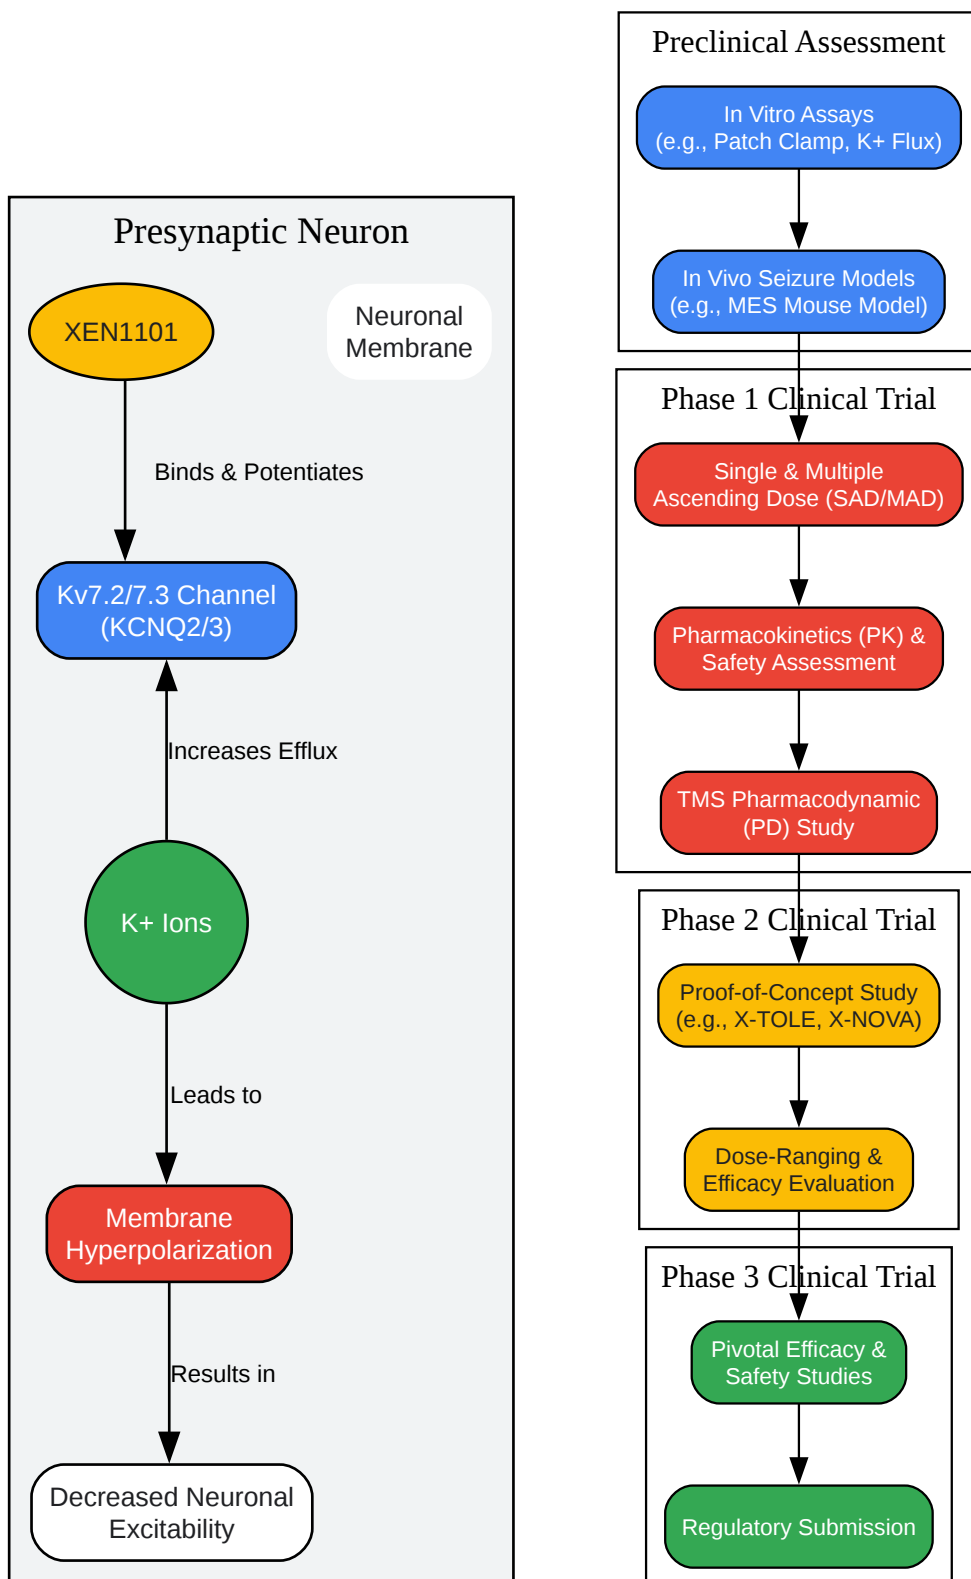 Presynaptic Neuron
XEN1101
Neuronal
Membrane
Binds & Potentiates
Kv7.2/7.3 Channel
(KCNQ2/3)
Increases Efflux
K+ Ions
Leads to
Membrane
Hyperpolarization
Results in
Decreased Neuronal
Excitability
Preclinical Assessment
In Vitro Assays
(e.g., Patch Clamp, K+ Flux)
In Vivo Seizure Models
(e.g., MES Mouse Model)
Phase 1 Clinical Trial
Single & Multiple
Ascending Dose (SAD/MAD)
Pharmacokinetics (PK) &
Safety Assessment
TMS Pharmacodynamic
(PD) Study
Phase 2 Clinical Trial
Proof-of-Concept Study
(e.g., X-TOLE, X-NOVA)
Dose-Ranging &
Efficacy Evaluation
Phase 3 Clinical Trial
Pivotal Efficacy &
Safety Studies
Regulatory Submission